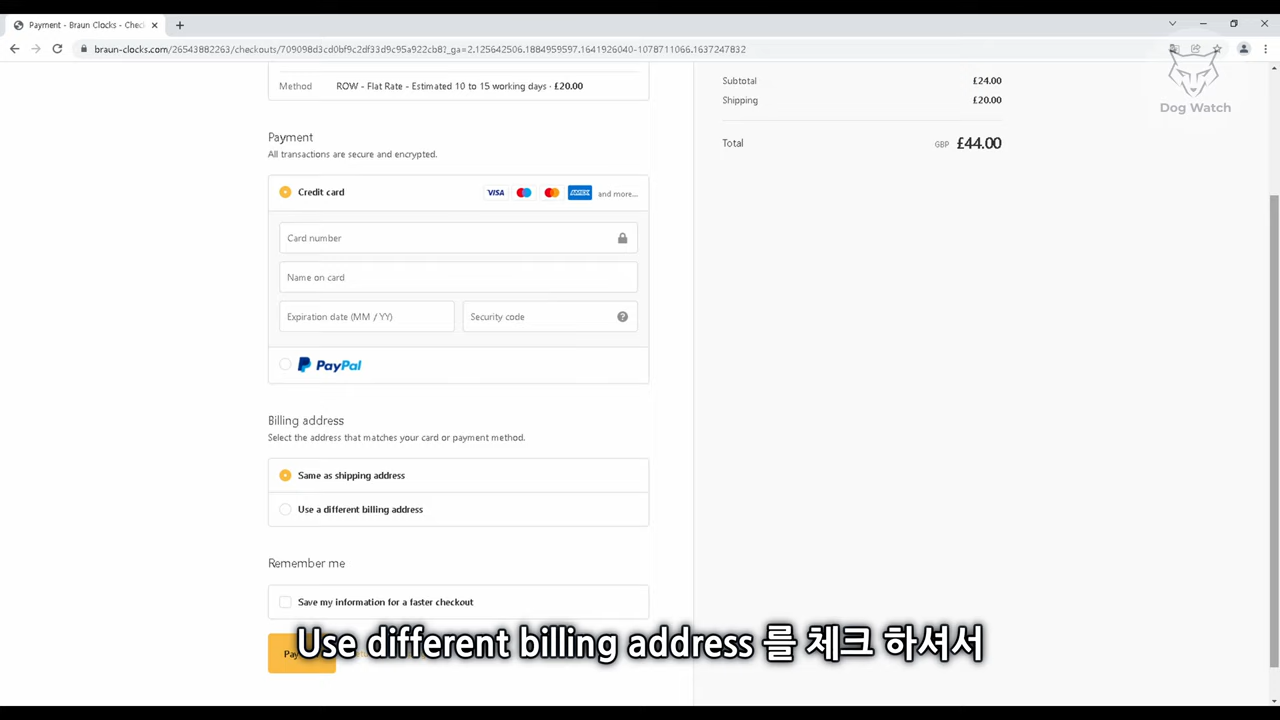 Payment - Braun Clocks - Chec
braun-clocks.com/26543882263/checkouts/709098d3cd0bf9c2df33d9c95a922cb8?_ga=2.125642506.1884959597.1641926040-1078711066.1637247832
Dog Watch
Method ROW - Flat Rate - Estimated 10 to 15 working days · £20.00
Subtotal £24.00
Shipping £20.00
Total GBP £44.00
Payment
All transactions are secure and encrypted.
Credit card VISA AMEX and more...
Card number
Name on card
Expiration date (MM / YY) Security code
PayPal
Billing address
Select the address that matches your card or payment method.
Same as shipping address
Use a different billing address
Remember me
Save my information for a faster checkout
Pay
Use different billing address 를 체크 하셔서